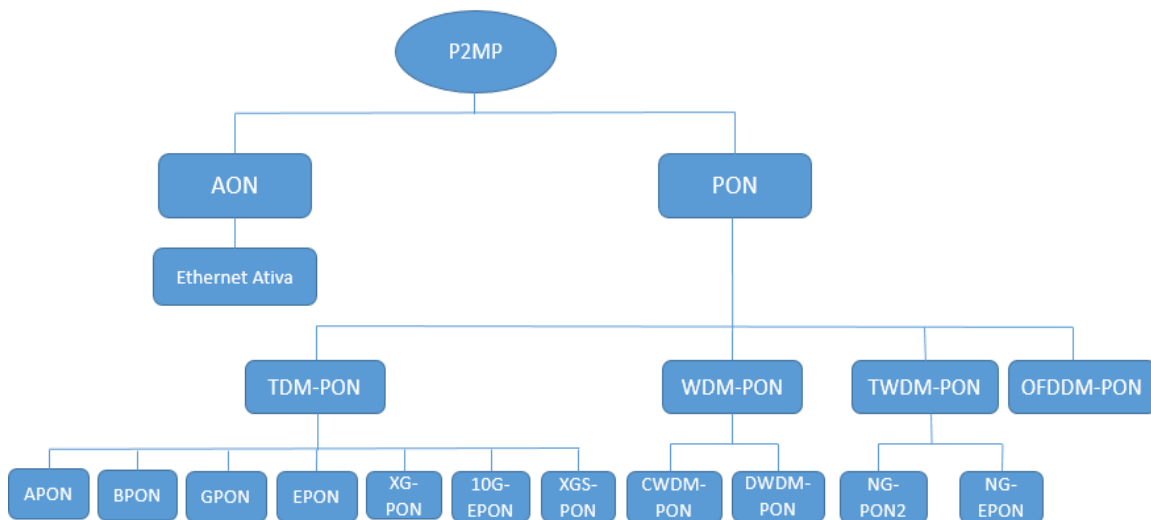 P2MP
AON
PON
Ethernet Ativa
TDM-PON
WDM-PON
TWDM-PON
OFDDM-PON
APON
BPON
GPON
EPON
XG-
PON
10G-
EPON
XGS-
PON
CWDM-
PON
DWDM-
PON
NG-
PON2
NG-
EPON